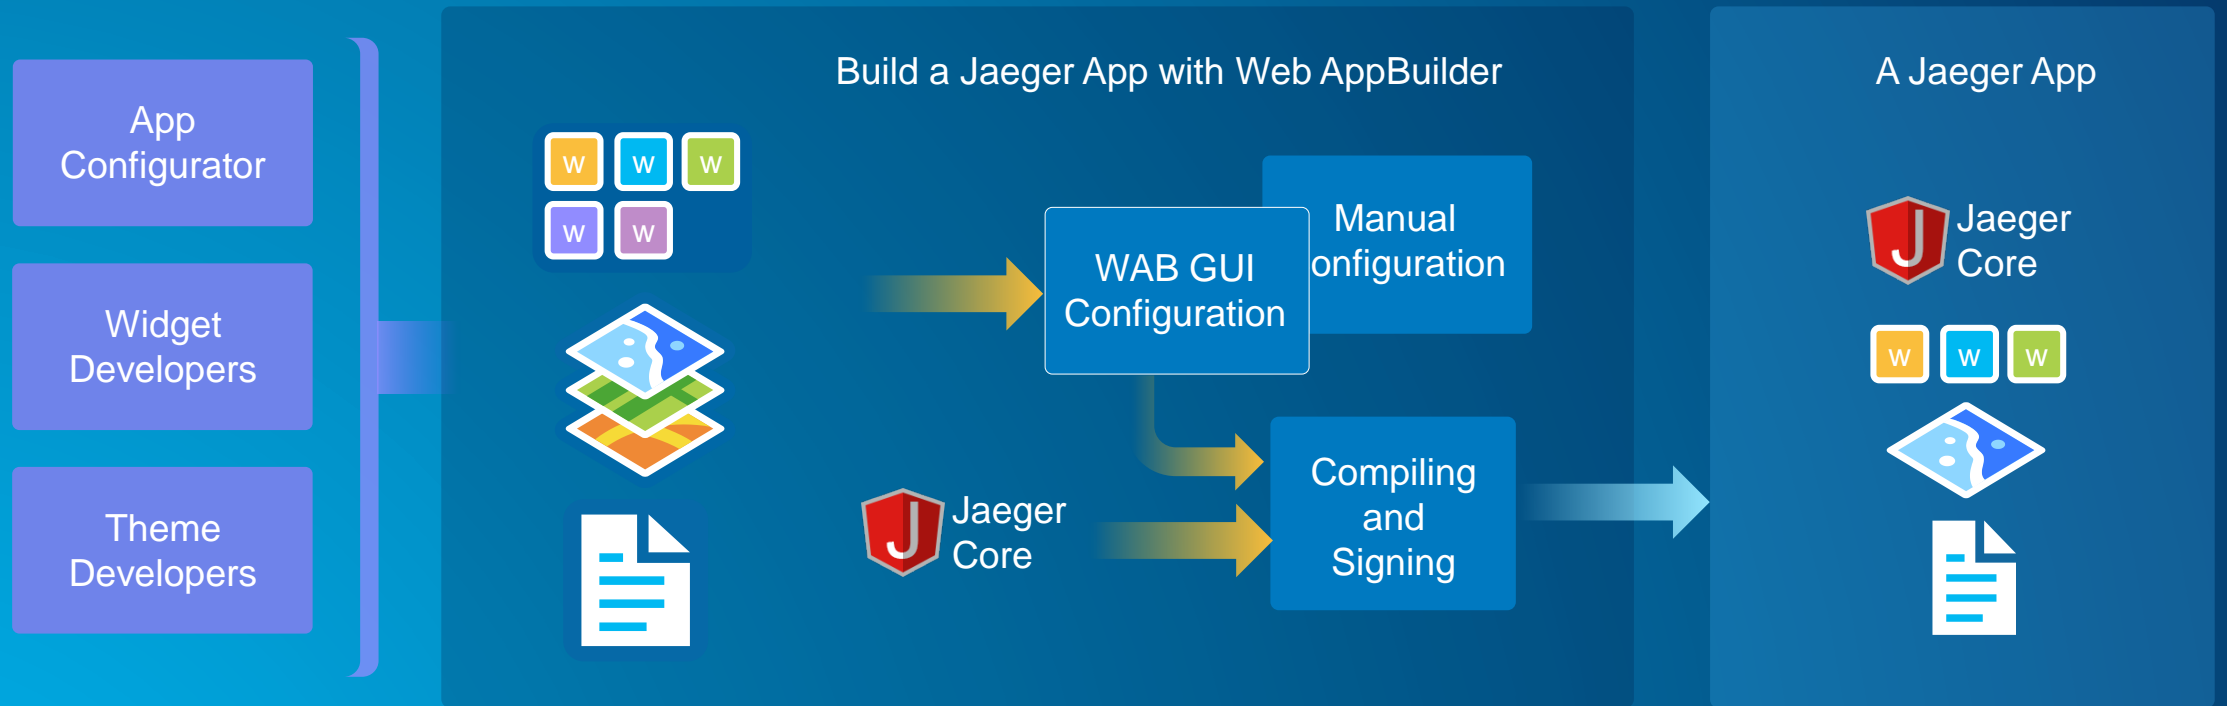 App
Configurator
Widget
Developers
Theme
Developers
Build a Jaeger App with Web AppBuilder
w w w
w w
WAB GUI
Configuration
Manual
onfiguration
J
Jaeger
Core
Compiling
and
Signing
A Jaeger App
J
Jaeger
Core
w w w